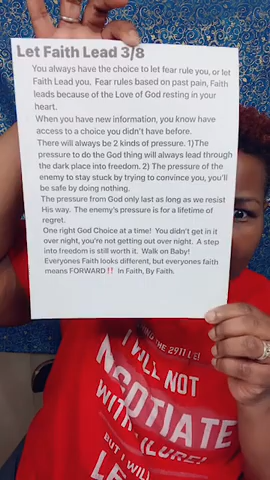 Let Faith Lead 3/8
You always have the choice to let fear rule you, or let
Faith Lead you. Fear rules based on past pain, Faith
leads because of the Love of God resting in your
heart.
When you have new information, you know have
access to a choice you didn't have before.
There will always be 2 kinds of pressure. 1)The
pressure to do the God thing will always lead through
the dark place into freedom. 2) The pressure of the
enemy to stay stuck by trying to convince you, you'll
be safe by doing nothing.
The pressure from God only last as long as we resist
His way. The enemy's pressure is for a lifetime of
regret.
One right God Choice at a time! You didn't get in it
over night, you're not getting out over night. A step
into freedom is still worth it. Walk on Baby!
Everyones Faith looks different, but everyones faith
means FORWARD‼️ In Faith, By Faith.
THE 2911 LE
I WILL NOT
NEGOTIATE
WITH
BUT I WILL